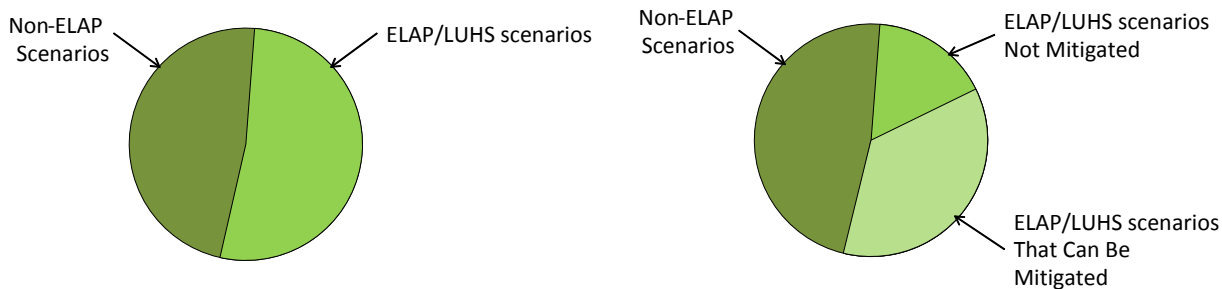 Non-ELAP
Scenarios
ELAP/LUHS scenarios
Non-ELAP
Scenarios
ELAP/LUHS scenarios
Not Mitigated
ELAP/LUHS scenarios
That Can Be
Mitigated